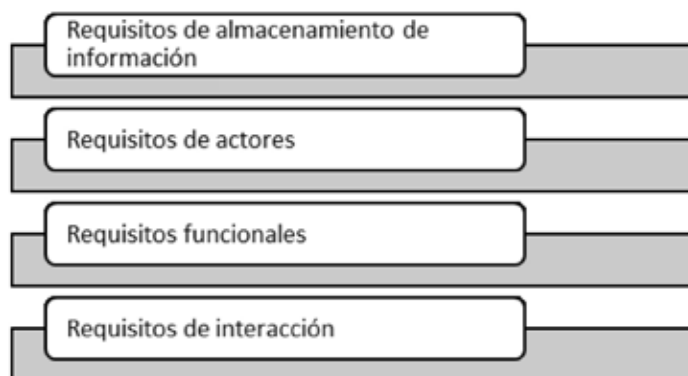 Requisitos de almacenamiento de
información
Requisitos de actores
Requisitos funcionales
Requisitos de interacción